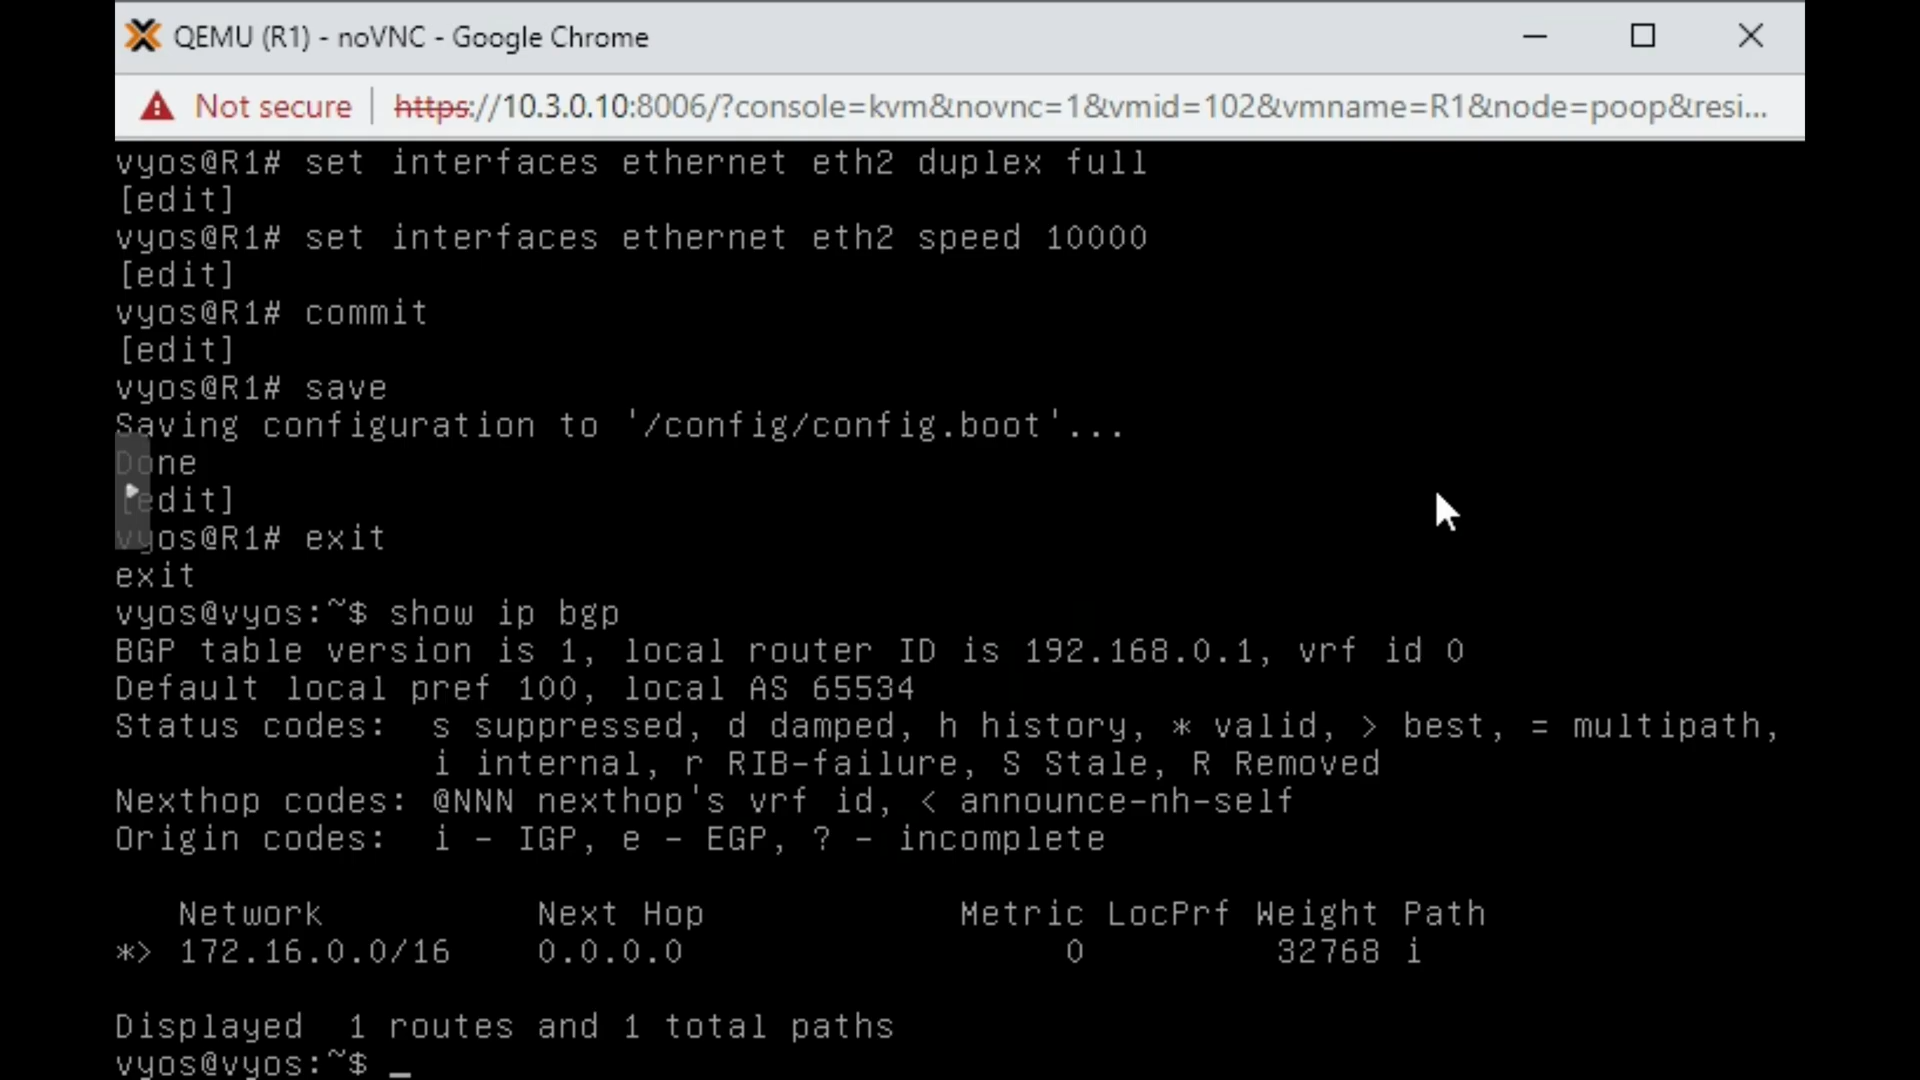 QEMU (R1) - noVNC - Google Chrome
Not secure | https://10.3.0.10:8006/?console=kvm&novnc=1&vmid=102&vmname=R1&node=poop&resi...
vyos@R1# set interfaces ethernet eth2 duplex full
[edit]
vyos@R1# set interfaces ethernet eth2 speed 10000
[edit]
vyos@R1# commit
[edit]
vyos@R1# save
Saving configuration to '/config/config.boot'...
Done
[edit]
vyos@R1# exit
exit
vyos@vyos:~$ show ip bgp
BGP table version is 1, local router ID is 192.168.0.1, vrf id 0
Default local pref 100, local AS 65534
Status codes:  s suppressed, d damped, h history, * valid, > best, = multipath,
               i internal, r RIB-failure, S Stale, R Removed
Nexthop codes: @NNN nexthop's vrf id, < announce-nh-self
Origin codes:  i - IGP, e - EGP, ? - incomplete
   Network          Next Hop            Metric LocPrf Weight Path
*> 172.16.0.0/16    0.0.0.0                  0         32768 i
Displayed  1 routes and 1 total paths
vyos@vyos:~$ _